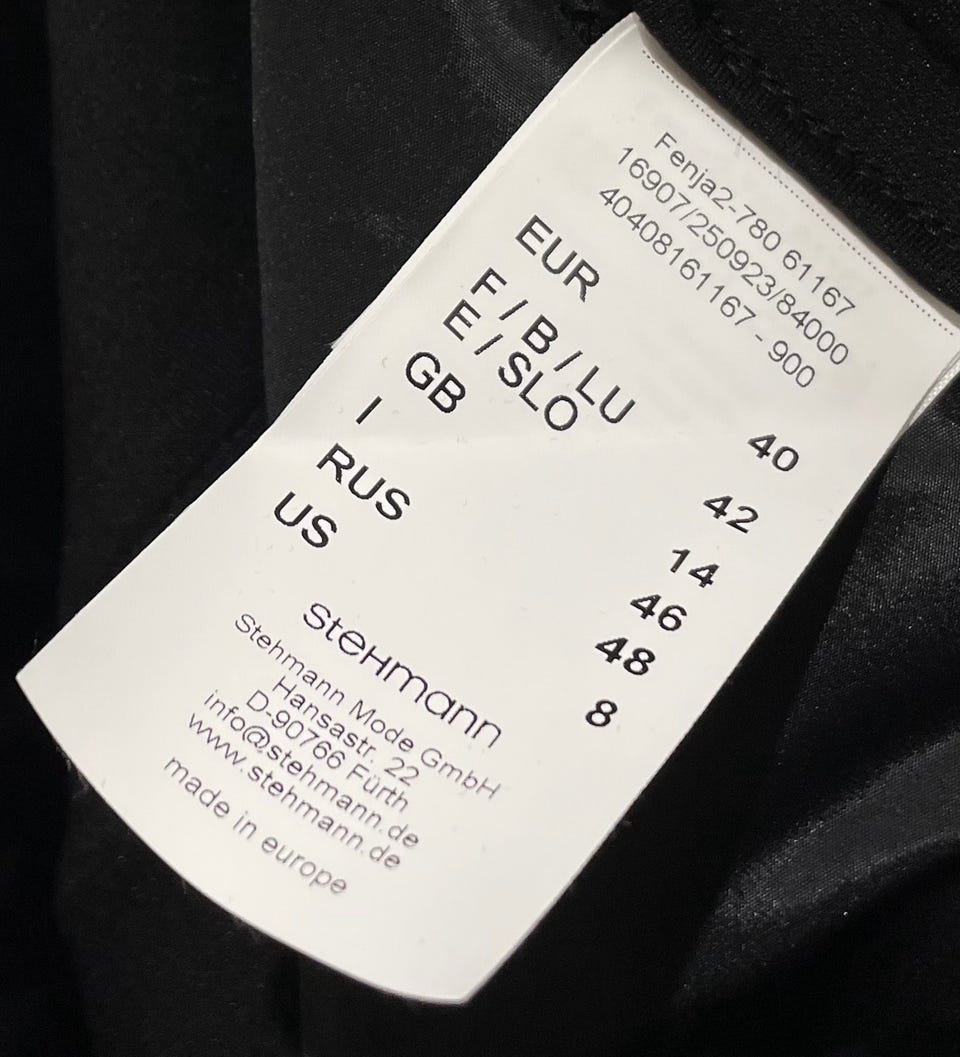 Fenja2-780 61167
16907/250923/84000
40408161167 - 900
EUR 40
F / B / LU
E / SLO 42
GB 14
I 46
RUS 48
US 8
stehmann
Stehmann Mode GmbH
Hansastr. 22
D-90766 Fürth
info@stehmann.de
www.stehmann.de
made in europe